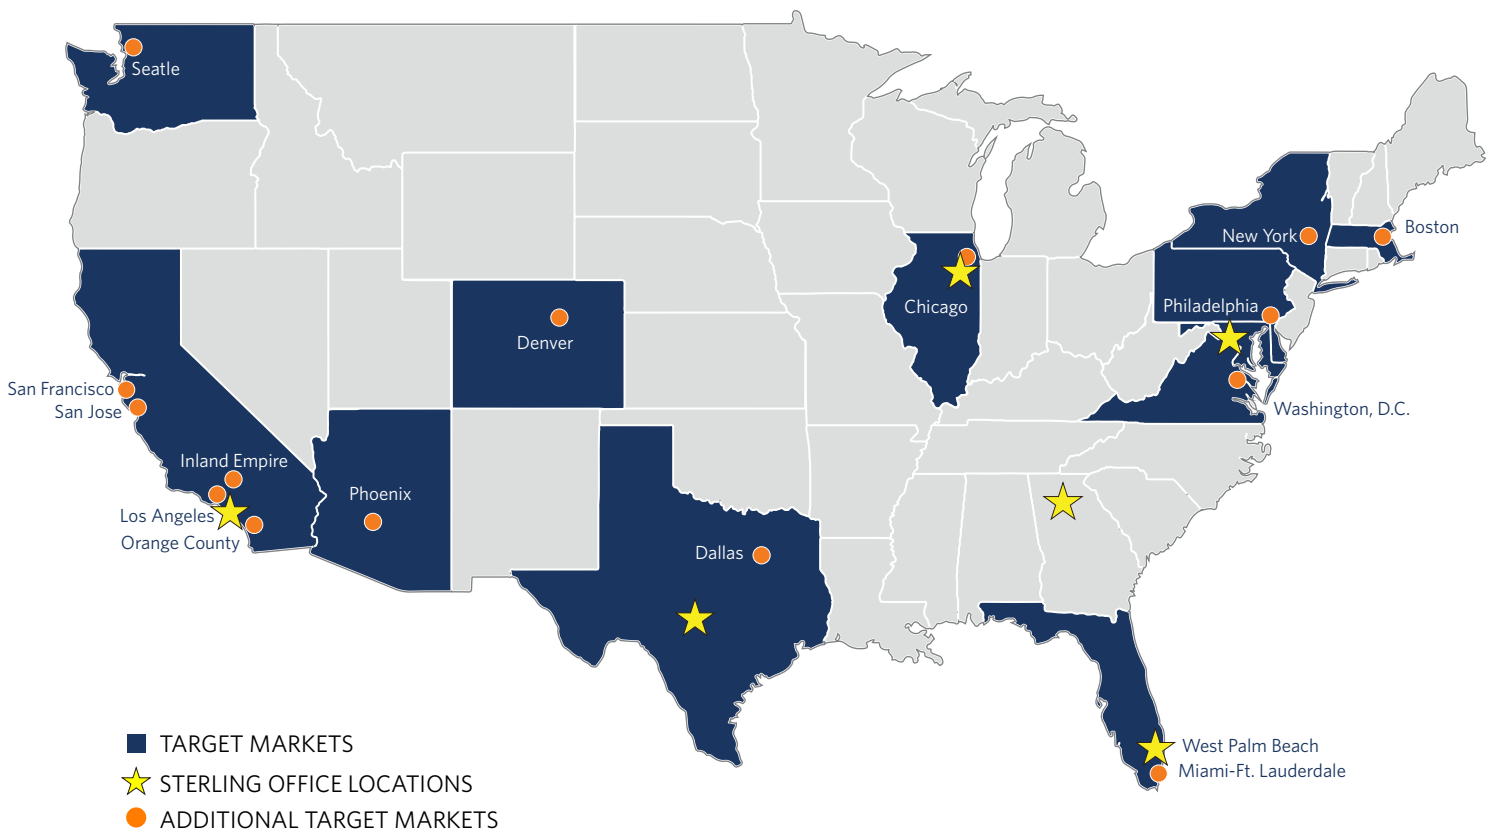 Seatle
New York
Boston
Chicago
Philadelphia
Denver
San Francisco
San Jose
Washington, D.C.
Inland Empire
Phoenix
Los Angeles
Orange County
Dallas
West Palm Beach
Miami-Ft. Lauderdale
TARGET MARKETS
STERLING OFFICE LOCATIONS
ADDITIONAL TARGET MARKETS